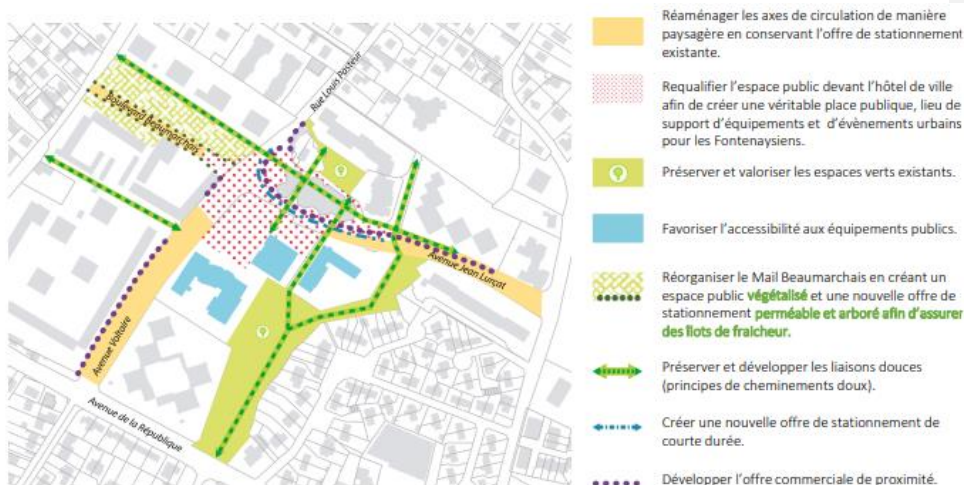 Rue Louis Pasteur
Boulevard Beaumarchais
Avenue Jean Lurçat
Avenue Voltaire
Avenue de la République
Réaménager les axes de circulation de manière
paysagère en conservant l'offre de stationnement
existante.
Requalifier l'espace public devant l'hôtel de ville
afin de créer une véritable place publique, lieu de
support d'équipements et d'évènements urbains
pour les Fontenaysiens.
Préserver et valoriser les espaces verts existants.
Favoriser l'accessibilité aux équipements publics.
Réorganiser le Mail Beaumarchais en créant un
espace public végétalisé et une nouvelle offre de
stationnement perméable et arboré afin d'assurer
des îlots de fraicheur.
Préserver et développer les liaisons douces
(principes de cheminements doux).
Créer une nouvelle offre de stationnement de
courte durée.
Développer l'offre commerciale de proximité.